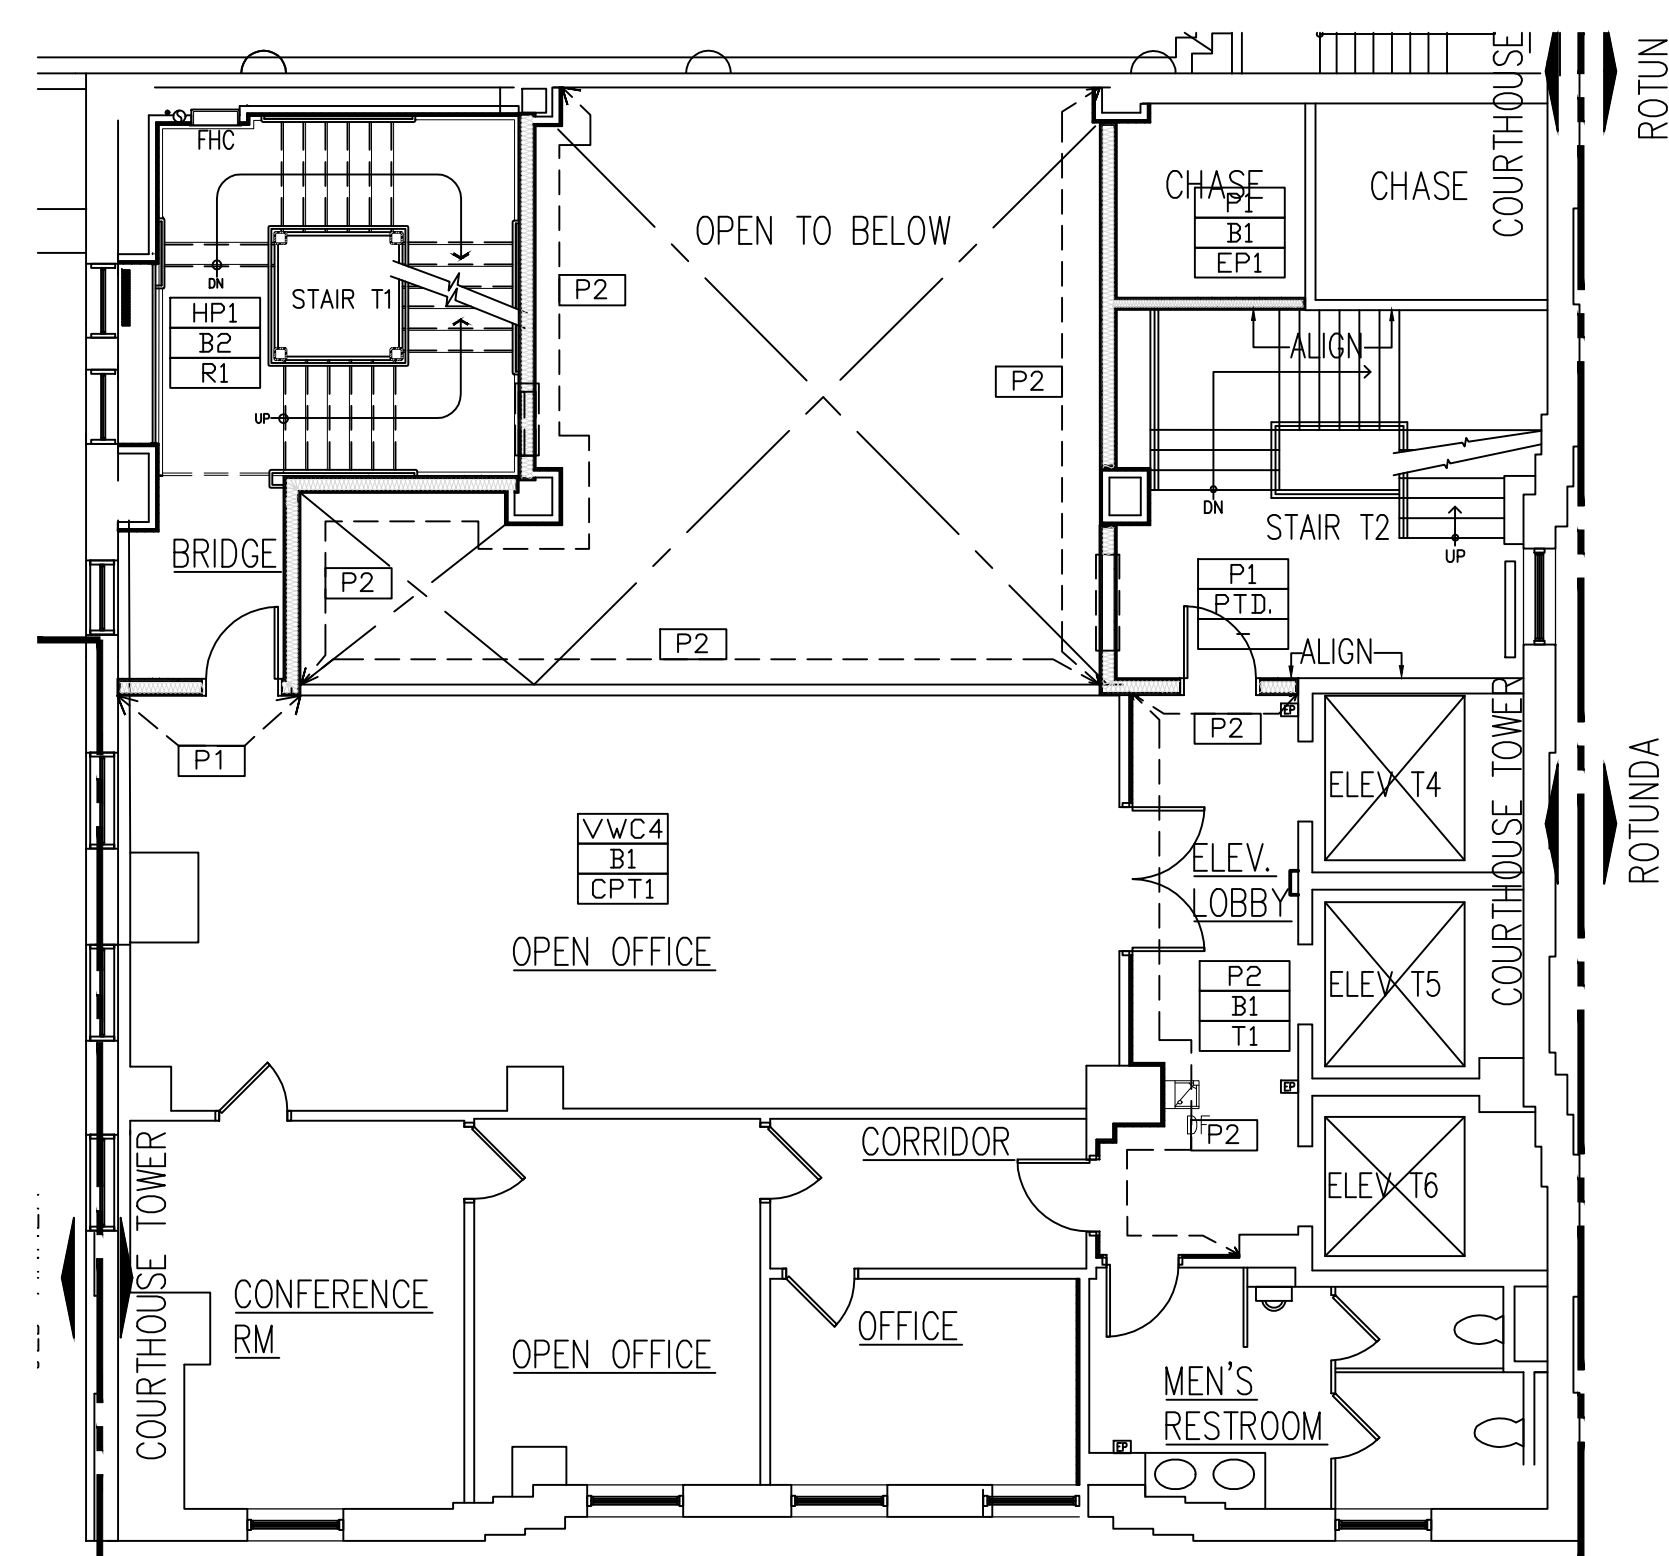 COURTHOUSE
ROTUN
FHC
CHASE
CHASE
P1
B1
EP1
OPEN TO BELOW
DN
P2
HP1
B2
R1
STAIR T1
ALIGN
P2
UP
DN
STAIR T2
UP
BRIDGE
P2
P1
PTD.
-
P2
ALIGN
EP
P2
P1
COURTHOUSE TOWER
ROTUNDA
ELEV T4
VWC4
B1
CPT1
ELEV.
LOBBY
OPEN OFFICE
P2
B1
T1
ELEV T5
EP
DF
P2
CORRIDOR
ELEV T6
COURTHOUSE TOWER
CONFERENCE
RM
OPEN OFFICE
OFFICE
MEN'S
RESTROOM
EP